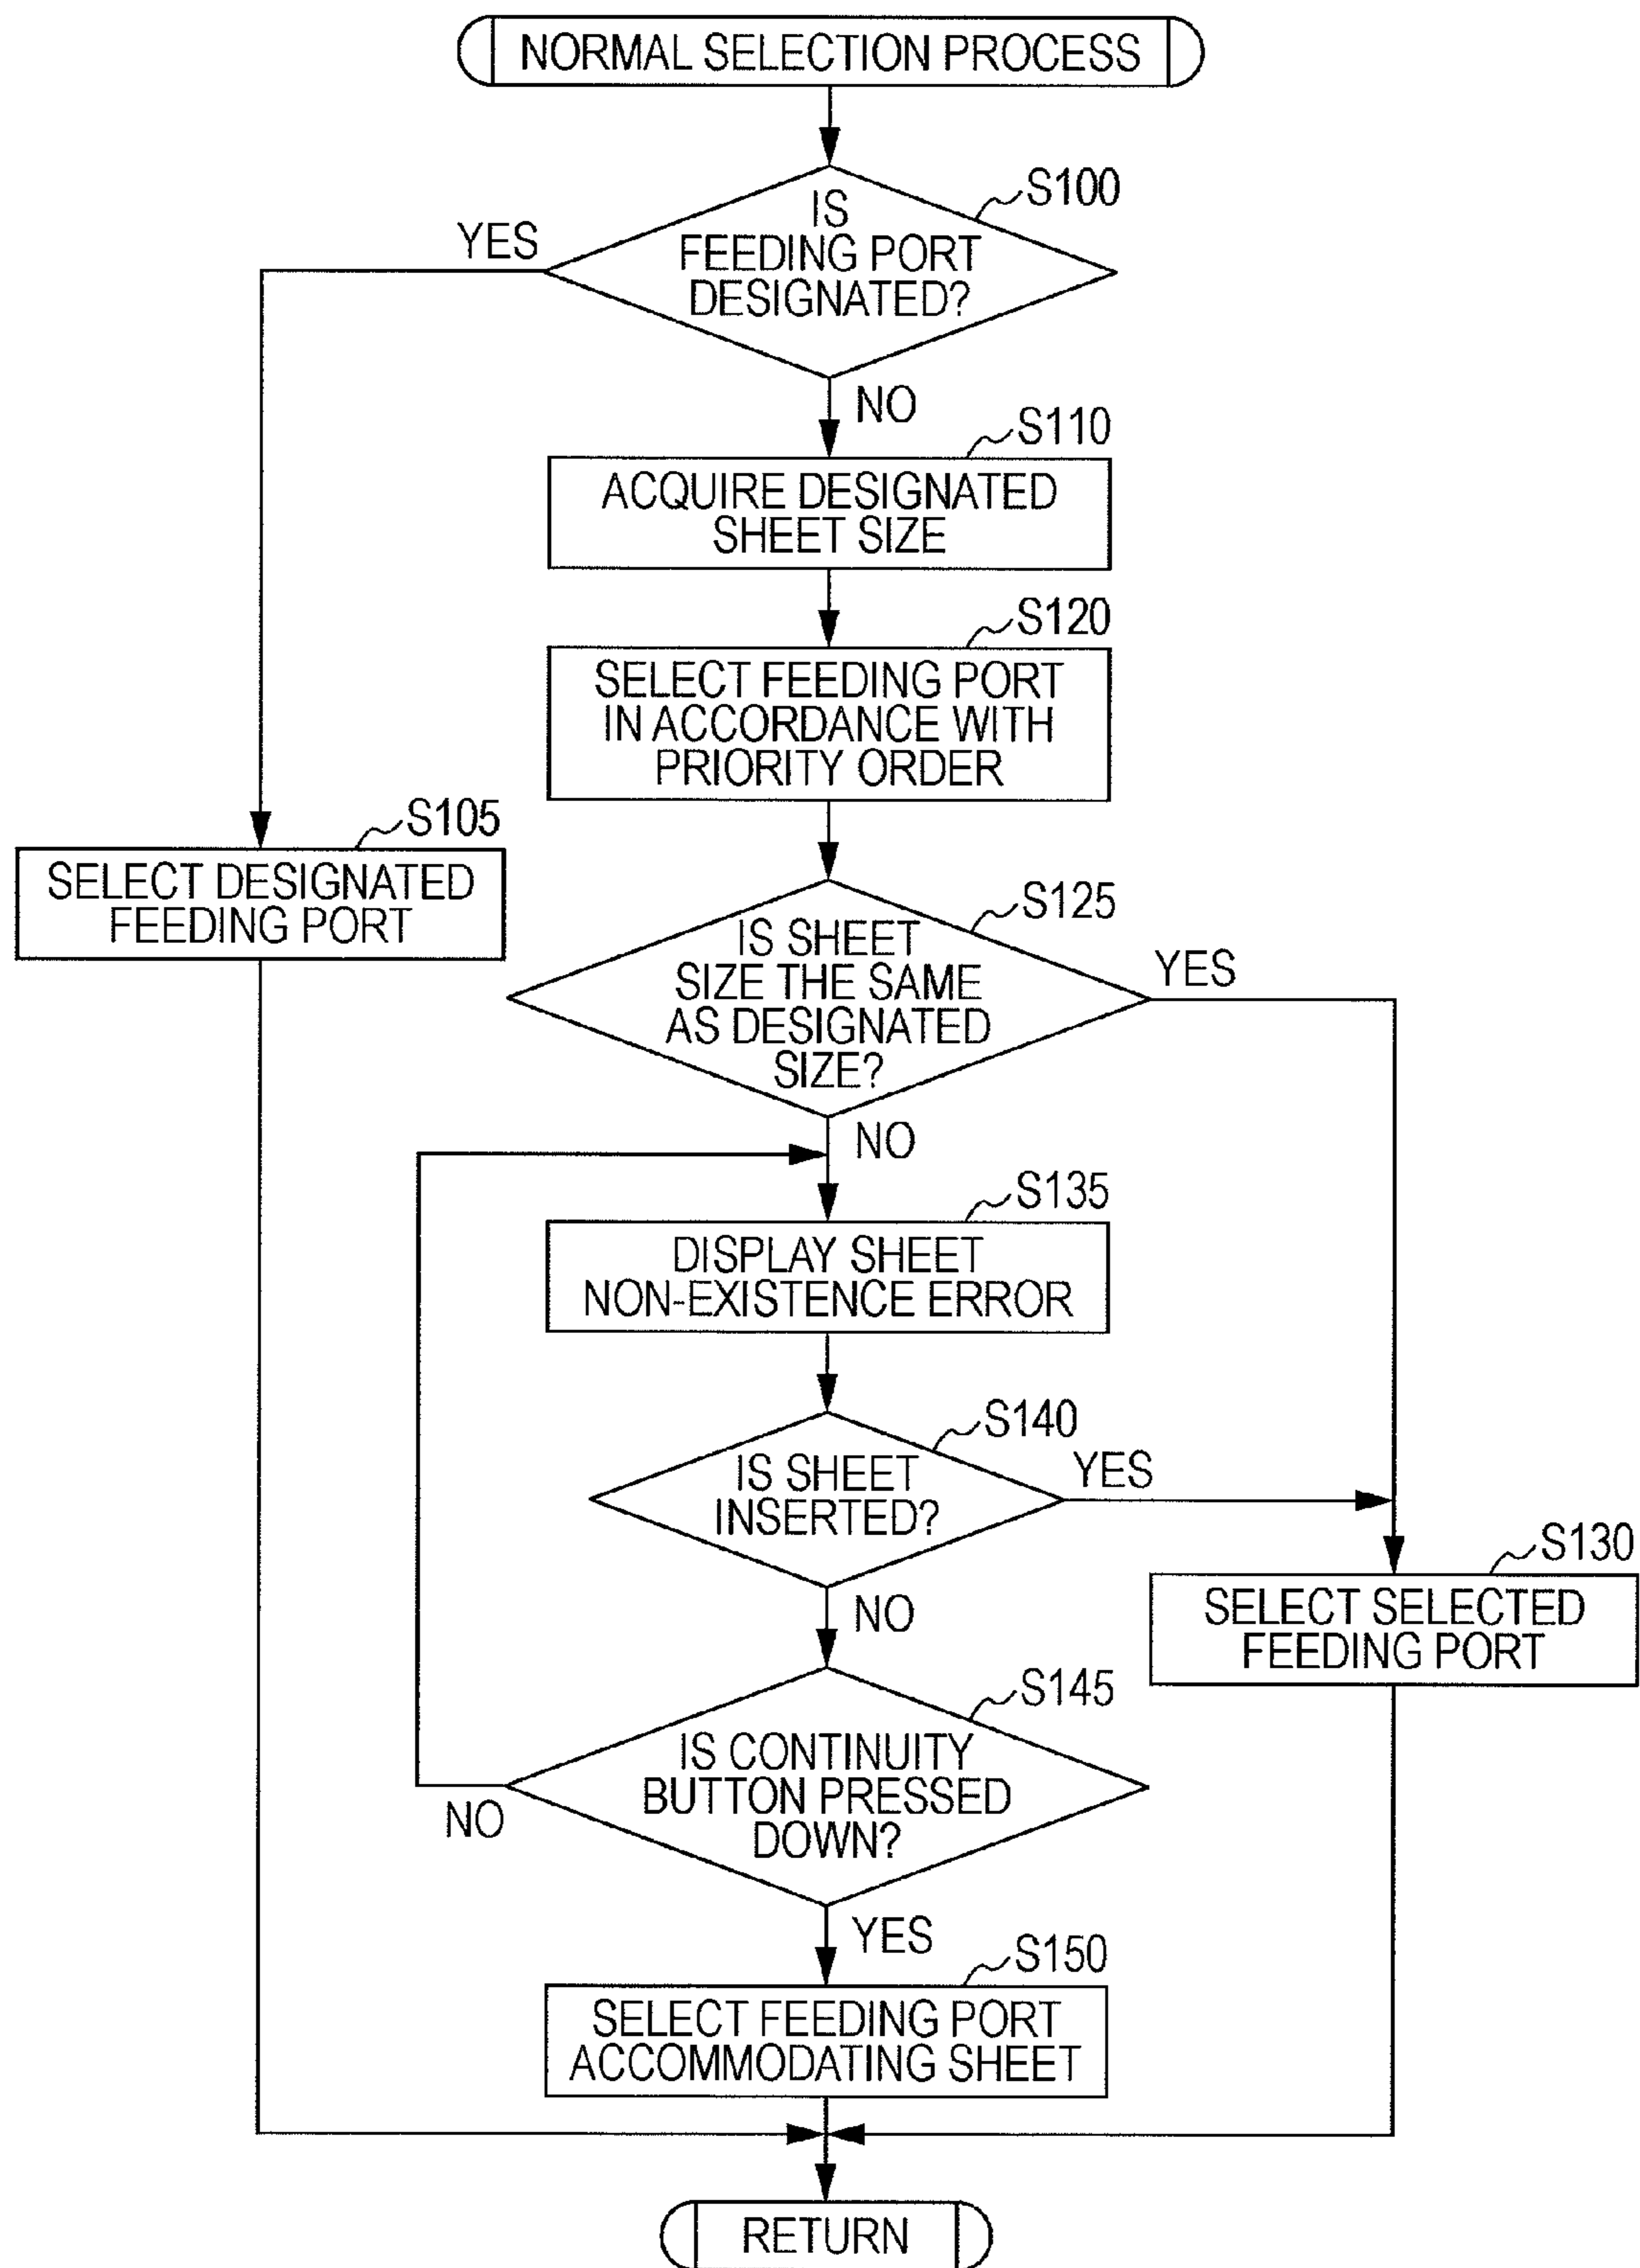 NORMAL SELECTION PROCESS
S100
IS
FEEDING PORT
DESIGNATED?
YES
NO
S110
ACQUIRE DESIGNATED
SHEET SIZE
S120
SELECT FEEDING PORT
IN ACCORDANCE WITH
PRIORITY ORDER
S105
SELECT DESIGNATED
FEEDING PORT
S125
IS SHEET
SIZE THE SAME
AS DESIGNATED
SIZE?
YES
NO
S135
DISPLAY SHEET
NON-EXISTENCE ERROR
S140
IS SHEET
INSERTED?
YES
NO
S130
SELECT SELECTED
FEEDING PORT
S145
IS CONTINUITY
BUTTON PRESSED
DOWN?
NO
YES
S150
SELECT FEEDING PORT
ACCOMMODATING SHEET
RETURN